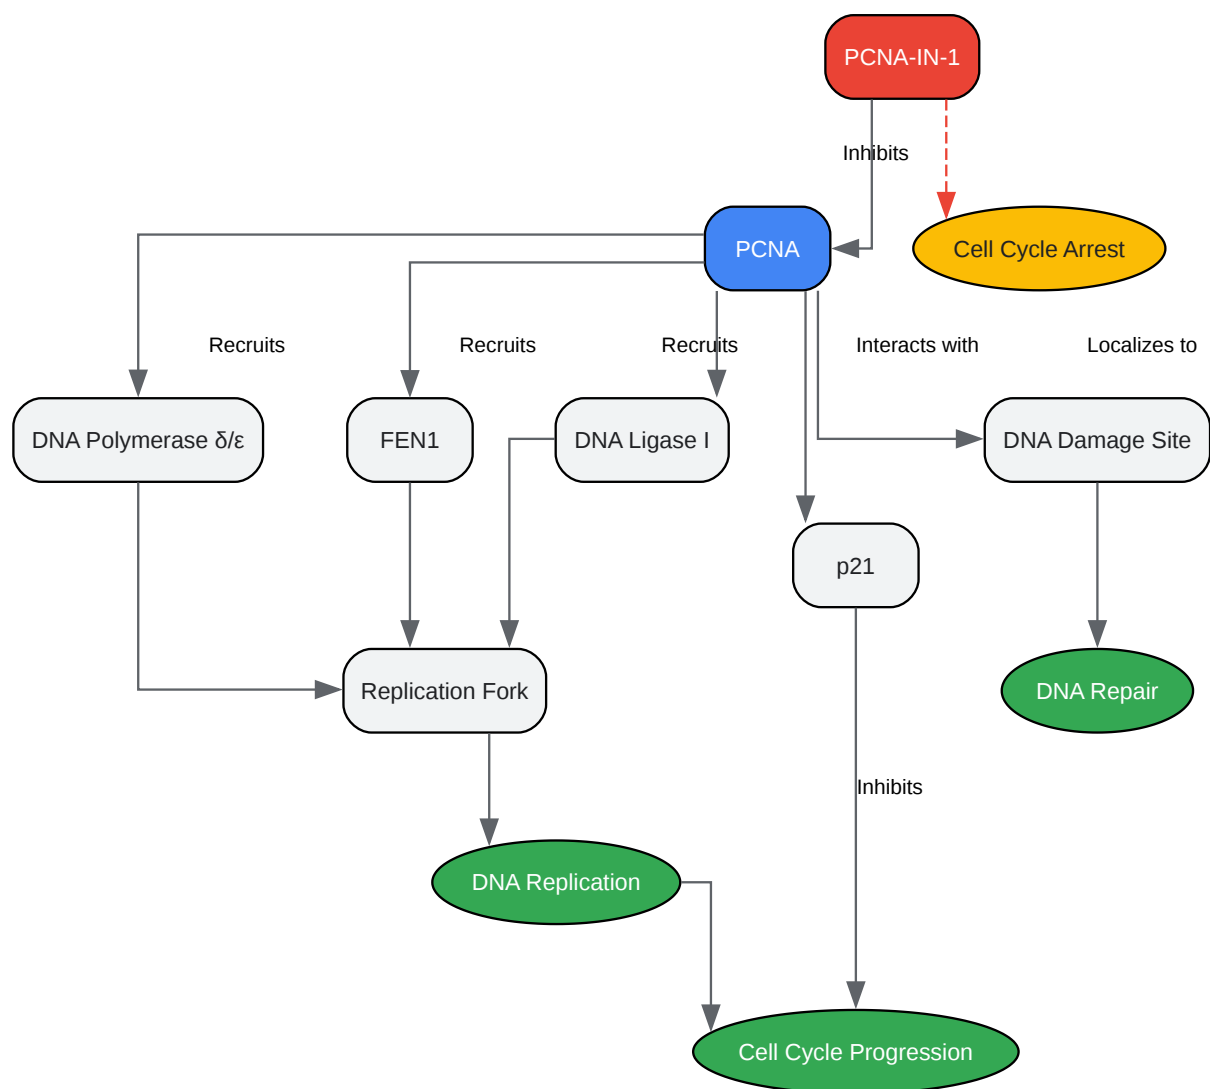 PCNA-IN-1
Inhibits
PCNA
Cell Cycle Arrest
Recruits
Recruits
Recruits
Interacts with
Localizes to
DNA Polymerase δ/ε
FEN1
DNA Ligase I
DNA Damage Site
p21
Replication Fork
DNA Repair
Inhibits
DNA Replication
Cell Cycle Progression